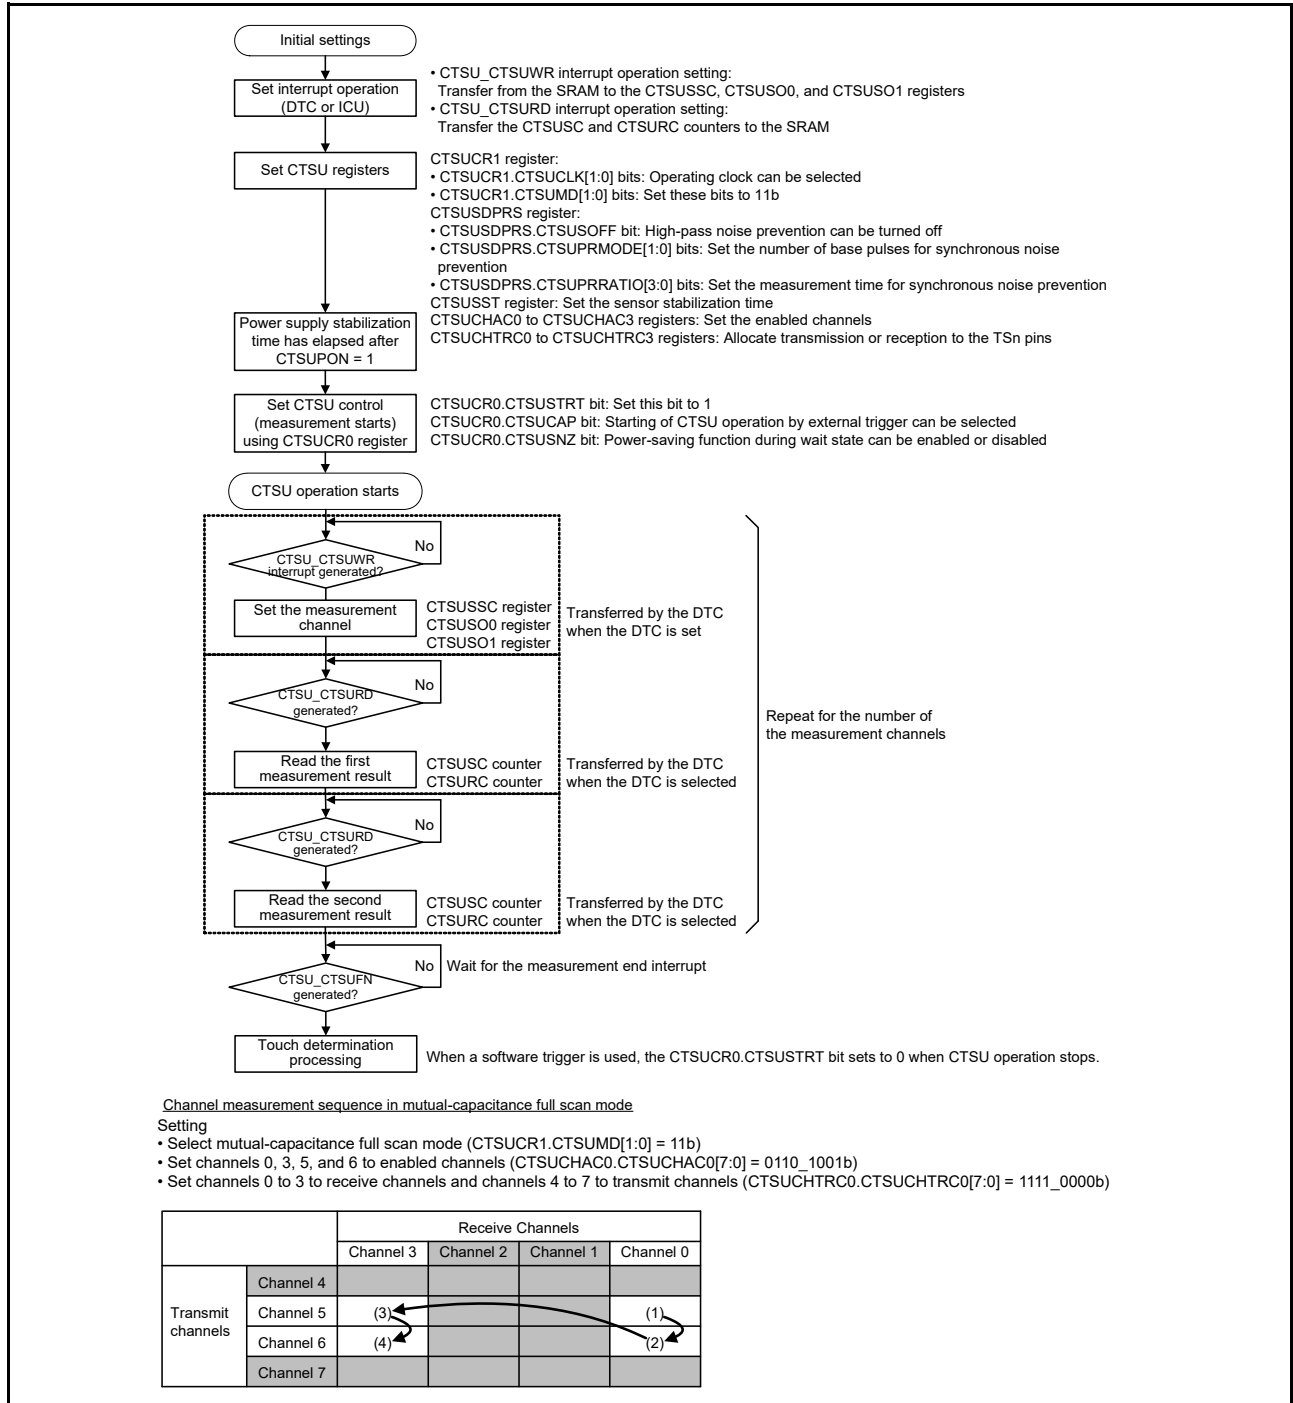 Initial settings
Set interrupt operation
(DTC or ICU)
• CTSU_CTSUWR interrupt operation setting:
Transfer from the SRAM to the CTSUSSC, CTSUSO0, and CTSUSO1 registers
• CTSU_CTSURD interrupt operation setting:
Transfer the CTSUSC and CTSURC counters to the SRAM
Set CTSU registers
CTSUCR1 register:
• CTSUCR1.CTSUCLK[1:0] bits: Operating clock can be selected
• CTSUCR1.CTSUMD[1:0] bits: Set these bits to 11b
CTSUSDPRS register:
• CTSUSDPRS.CTSUSOFF bit: High-pass noise prevention can be turned off
• CTSUSDPRS.CTSUPRMODE[1:0] bits: Set the number of base pulses for synchronous noise
prevention
• CTSUSDPRS.CTSUPRRATIO[3:0] bits: Set the measurement time for synchronous noise prevention
CTSUSST register: Set the sensor stabilization time
CTSUCHAC0 to CTSUCHAC3 registers: Set the enabled channels
CTSUCHTRC0 to CTSUCHTRC3 registers: Allocate transmission or reception to the TSn pins
Power supply stabilization
time has elapsed after
CTSUPON = 1
Set CTSU control
(measurement starts)
using CTSUCR0 register
CTSUCR0.CTSUSTRT bit: Set this bit to 1
CTSUCR0.CTSUCAP bit: Starting of CTSU operation by external trigger can be selected
CTSUCR0.CTSUSNZ bit: Power-saving function during wait state can be enabled or disabled
CTSU operation starts
CTSU_CTSUWR
interrupt generated?
No
Set the measurement
channel
CTSUSSC register
CTSUSO0 register
CTSUSO1 register
Transferred by the DTC
when the DTC is set
CTSU_CTSURD
generated?
No
Read the first
measurement result
CTSUSC counter
CTSURC counter
Transferred by the DTC
when the DTC is selected
Repeat for the number of
the measurement channels
CTSU_CTSURD
generated?
No
Read the second
measurement result
CTSUSC counter
CTSURC counter
Transferred by the DTC
when the DTC is selected
CTSU_CTSUFN
generated?
No
Wait for the measurement end interrupt
Touch determination
processing
When a software trigger is used, the CTSUCR0.CTSUSTRT bit sets to 0 when CTSU operation stops.
Channel measurement sequence in mutual-capacitance full scan mode
Setting
• Select mutual-capacitance full scan mode (CTSUCR1.CTSUMD[1:0] = 11b)
• Set channels 0, 3, 5, and 6 to enabled channels (CTSUCHAC0.CTSUCHAC0[7:0] = 0110_1001b)
• Set channels 0 to 3 to receive channels and channels 4 to 7 to transmit channels (CTSUCHTRC0.CTSUCHTRC0[7:0] = 1111_0000b)
Receive Channels
Channel 3 Channel 2 Channel 1 Channel 0
Transmit
channels
Channel 4
Channel 5 (3) (1)
Channel 6 (4) (2)
Channel 7